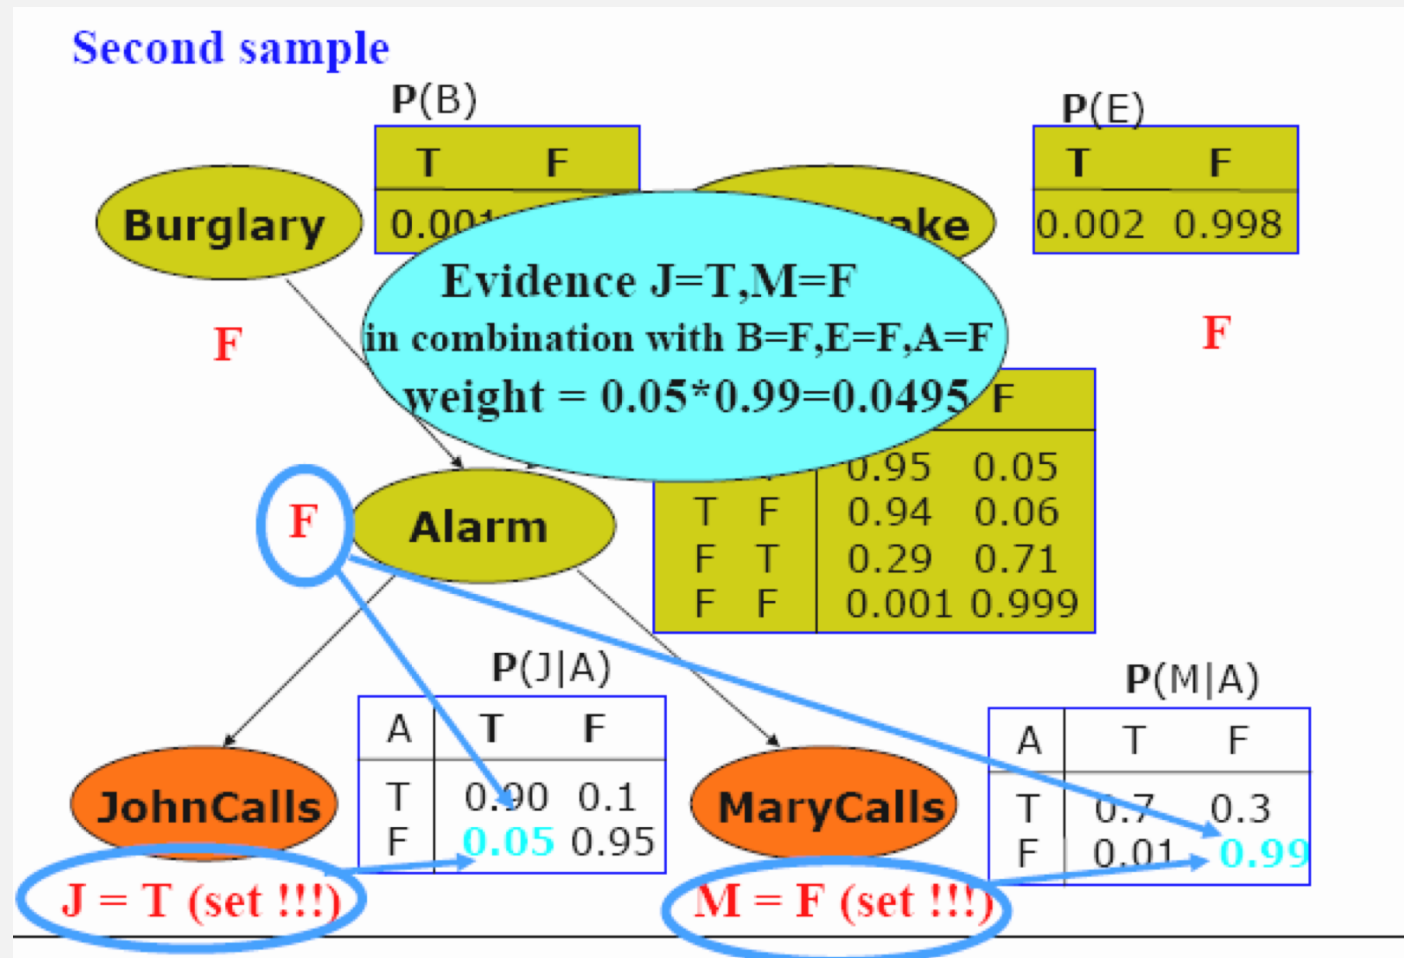 Second sample
P(B)
T F
0.001
P(E)
T F
0.002 0.998
Burglary
Evidence J=T,M=F
in combination with B=F,E=F,A=F
weight = 0.05*0.99=0.0495
F
F
F
Alarm
F
0.95 0.05
T F 0.94 0.06
F T 0.29 0.71
F F 0.001 0.999
P(J|A)
A T F
T 0.90 0.1
F 0.05 0.95
P(M|A)
A T F
T 0.7 0.3
F 0.01 0.99
JohnCalls
J = T (set !!!)
MaryCalls
M = F (set !!!)